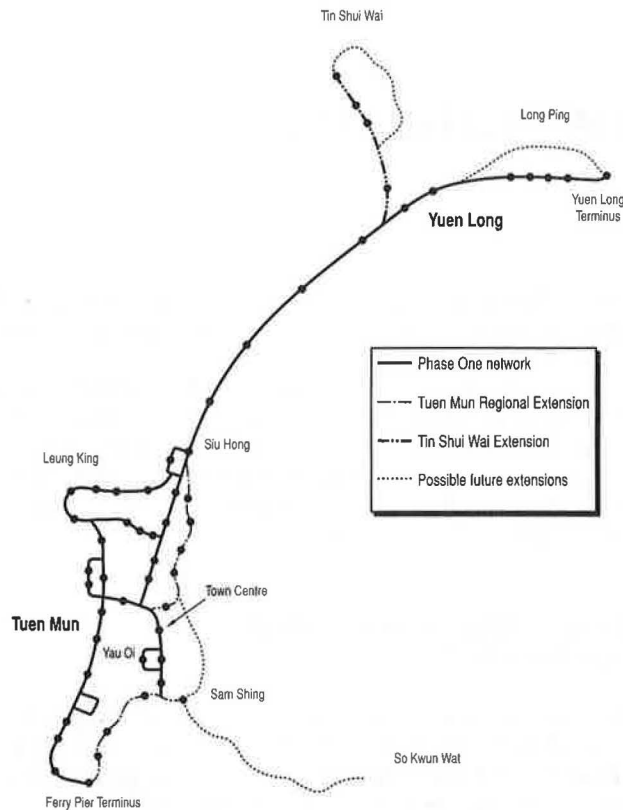 Tin Shui Wai
Long Ping
Yuen Long
Terminus
Yuen Long
Phase One network
Tuen Mun Regional Extension
Tin Shui Wai Extension
Possible future extensions
Siu Hong
Leung King
Town Centre
Tuen Mun
Yau Oi
Sam Shing
So Kwun Wat
Ferry Pier Terminus